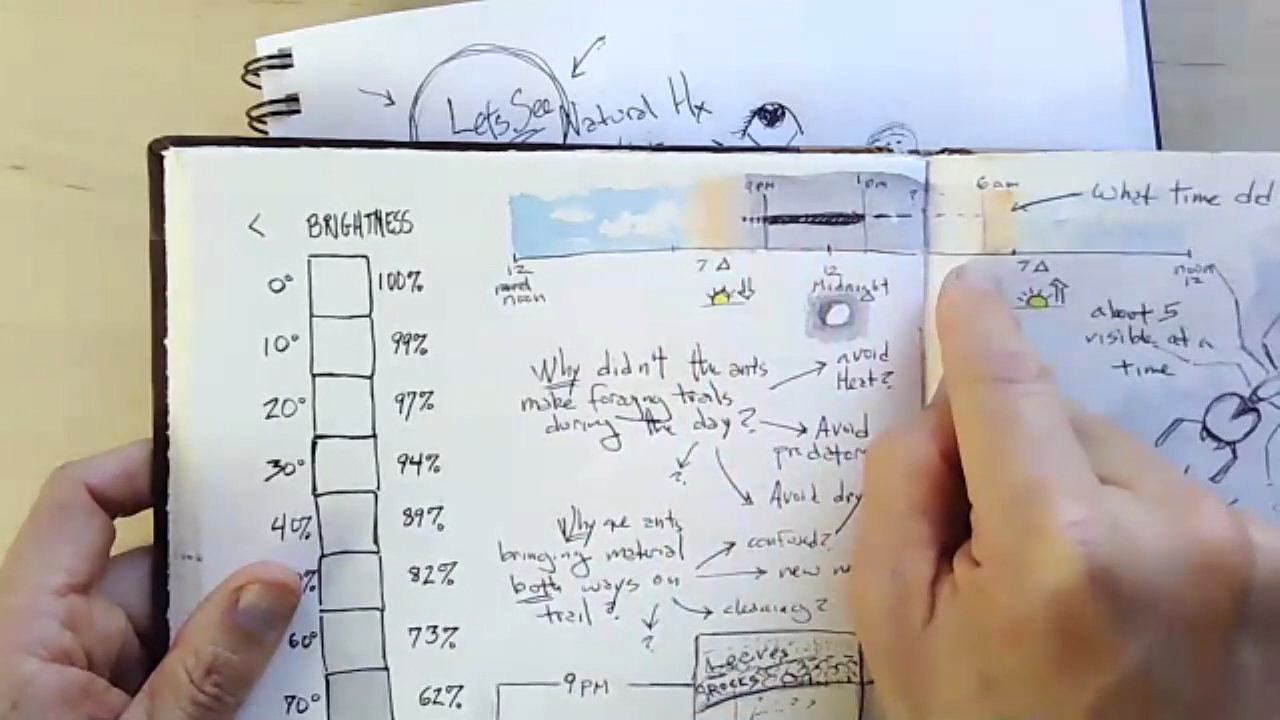 Lets See Natural Hx
< BRIGHTNESS
0° 100%
10° 99%
20° 97%
30° 94%
40% 89%
% 82%
60° 73%
70° 62%
9PM 1pm ? 6am
What time d
12 noon
7 Δ
12 Midnight
7 Δ
noon 12
about 5
visible at a
time
Why didn't the ants
make foraging trails
during the day?
?
avoid
Heat?
Avoid
predator
Avoid dry
Why are ants
bringing material
both ways on
trail?
?
confused?
new
cleaning?
Leaves
ROCKS
9PM